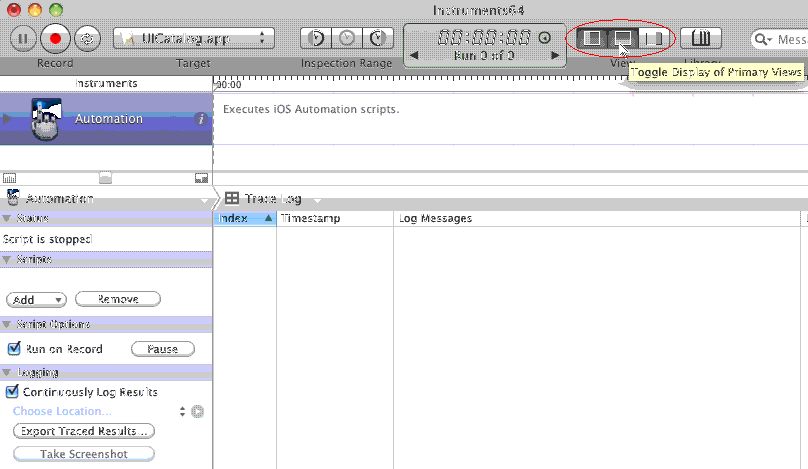 Instruments64
UICatalog.app
00:00:00
Run 0 of 0
Mess
Record
Target
Inspection Range
View
Library
Toggle Display of Primary Views
Instruments
00:00
Automation
Executes iOS Automation scripts.
Automation
Trace Log
Status
Index
Timestamp
Log Messages
Script is stopped
Scripts
Add
Remove
Script Options
Run on Record
Pause
Logging
Continuously Log Results
Choose Location...
Export Traced Results...
Take Screenshot